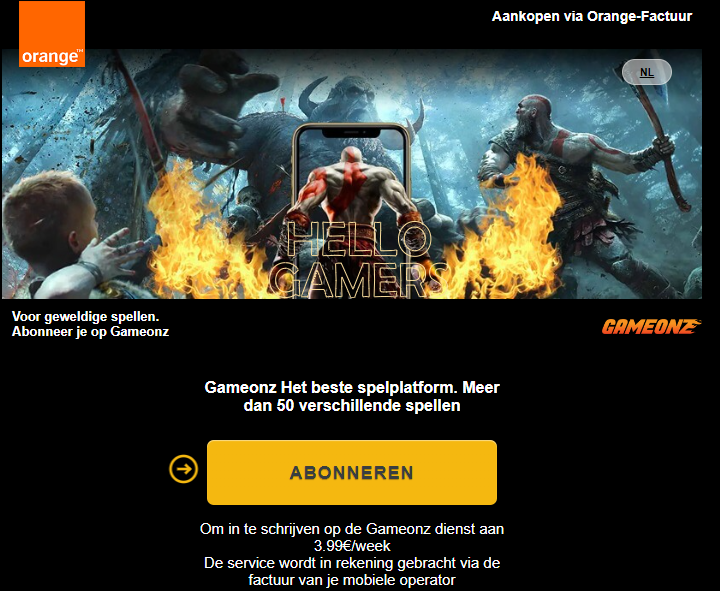 Aankopen via Orange-Factuur
orange™
NL
HELLO
GAMERS
Voor geweldige spellen.
Abonneer je op Gameonz
GAMEONZ
Gameonz Het beste spelplatform. Meer
dan 50 verschillende spellen
ABONNEREN
Om in te schrijven op de Gameonz dienst aan
3.99€/week
De service wordt in rekening gebracht via de
factuur van je mobiele operator